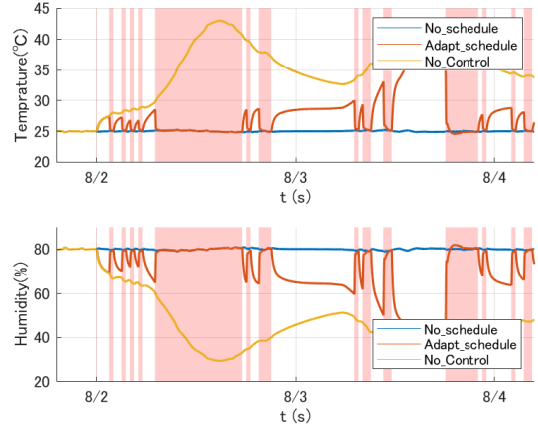 45
40
35
30
25
20
Temprature(℃)
No_schedule
Adapt_schedule
No_Control
8/2
8/3
8/4
t (s)
80
60
40
20
Humidity(%)
No_schedule
Adapt_schedule
No_Control
8/2
8/3
8/4
t (s)